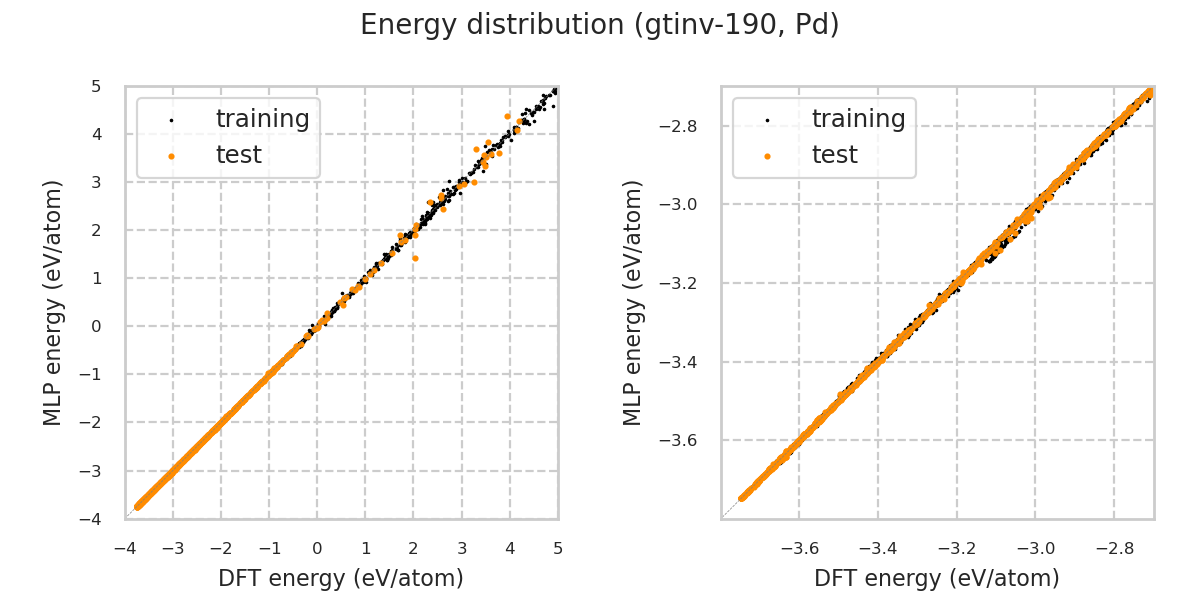 Energy distribution (gtinv-190, Pd)
training
test
5
4
3
2
1
0
−1
−2
−3
−4
−4 −3 −2 −1 0 1 2 3 4 5
MLP energy (eV/atom)
DFT energy (eV/atom)
training
test
−2.8
−3.0
−3.2
−3.4
−3.6
−3.6 −3.4 −3.2 −3.0 −2.8
MLP energy (eV/atom)
DFT energy (eV/atom)